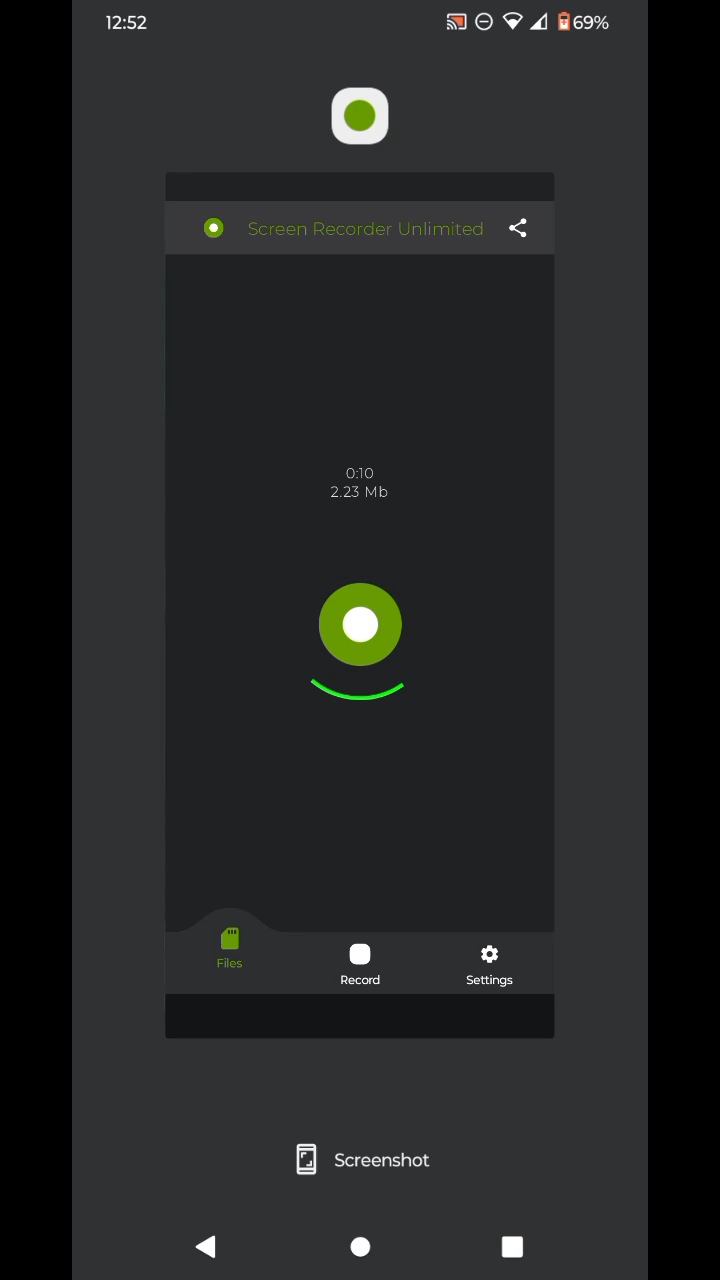 12:52
69%
Screen Recorder Unlimited
0:10
2.23 Mb
Files
Record
Settings
Screenshot